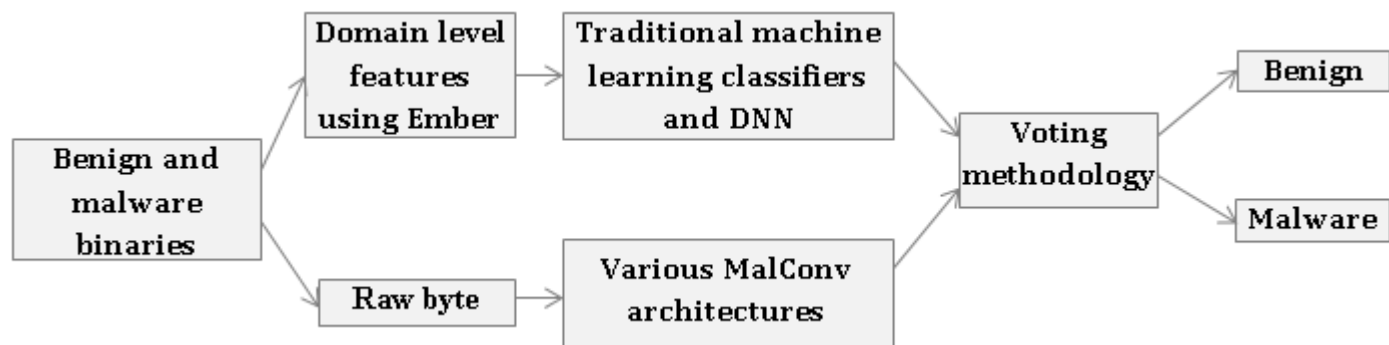 Benign and
malware
binaries
Domain level
features
using Ember
Traditional machine
learning classifiers
and DNN
Raw byte
Various MalConv
architectures
Voting
methodology
Benign
Malware